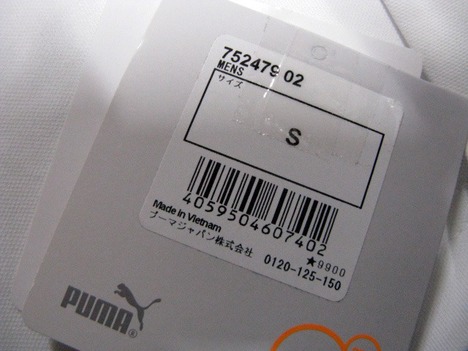 752479 02
MENS
サイズ
S
4059504607402
Made in Vietnam
プーマジャパン株式会社
★9900
0120-125-150
PUMA